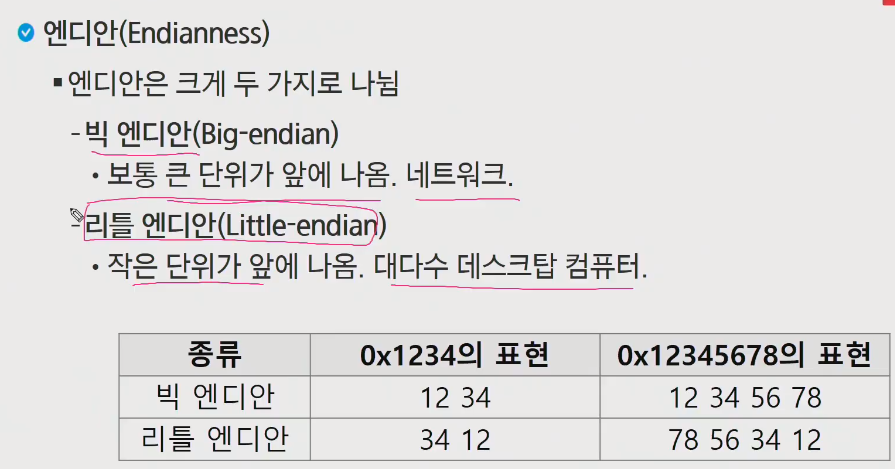 엔디안(Endianness)
엔디안은 크게 두 가지로 나뉨
- 빅 엔디안(Big-endian)
• 보통 큰 단위가 앞에 나옴. 네트워크.
- 리틀 엔디안(Little-endian)
• 작은 단위가 앞에 나옴. 대다수 데스크탑 컴퓨터.
종류 0x1234의 표현 0x12345678의 표현
빅 엔디안 12 34 12 34 56 78
리틀 엔디안 34 12 78 56 34 12